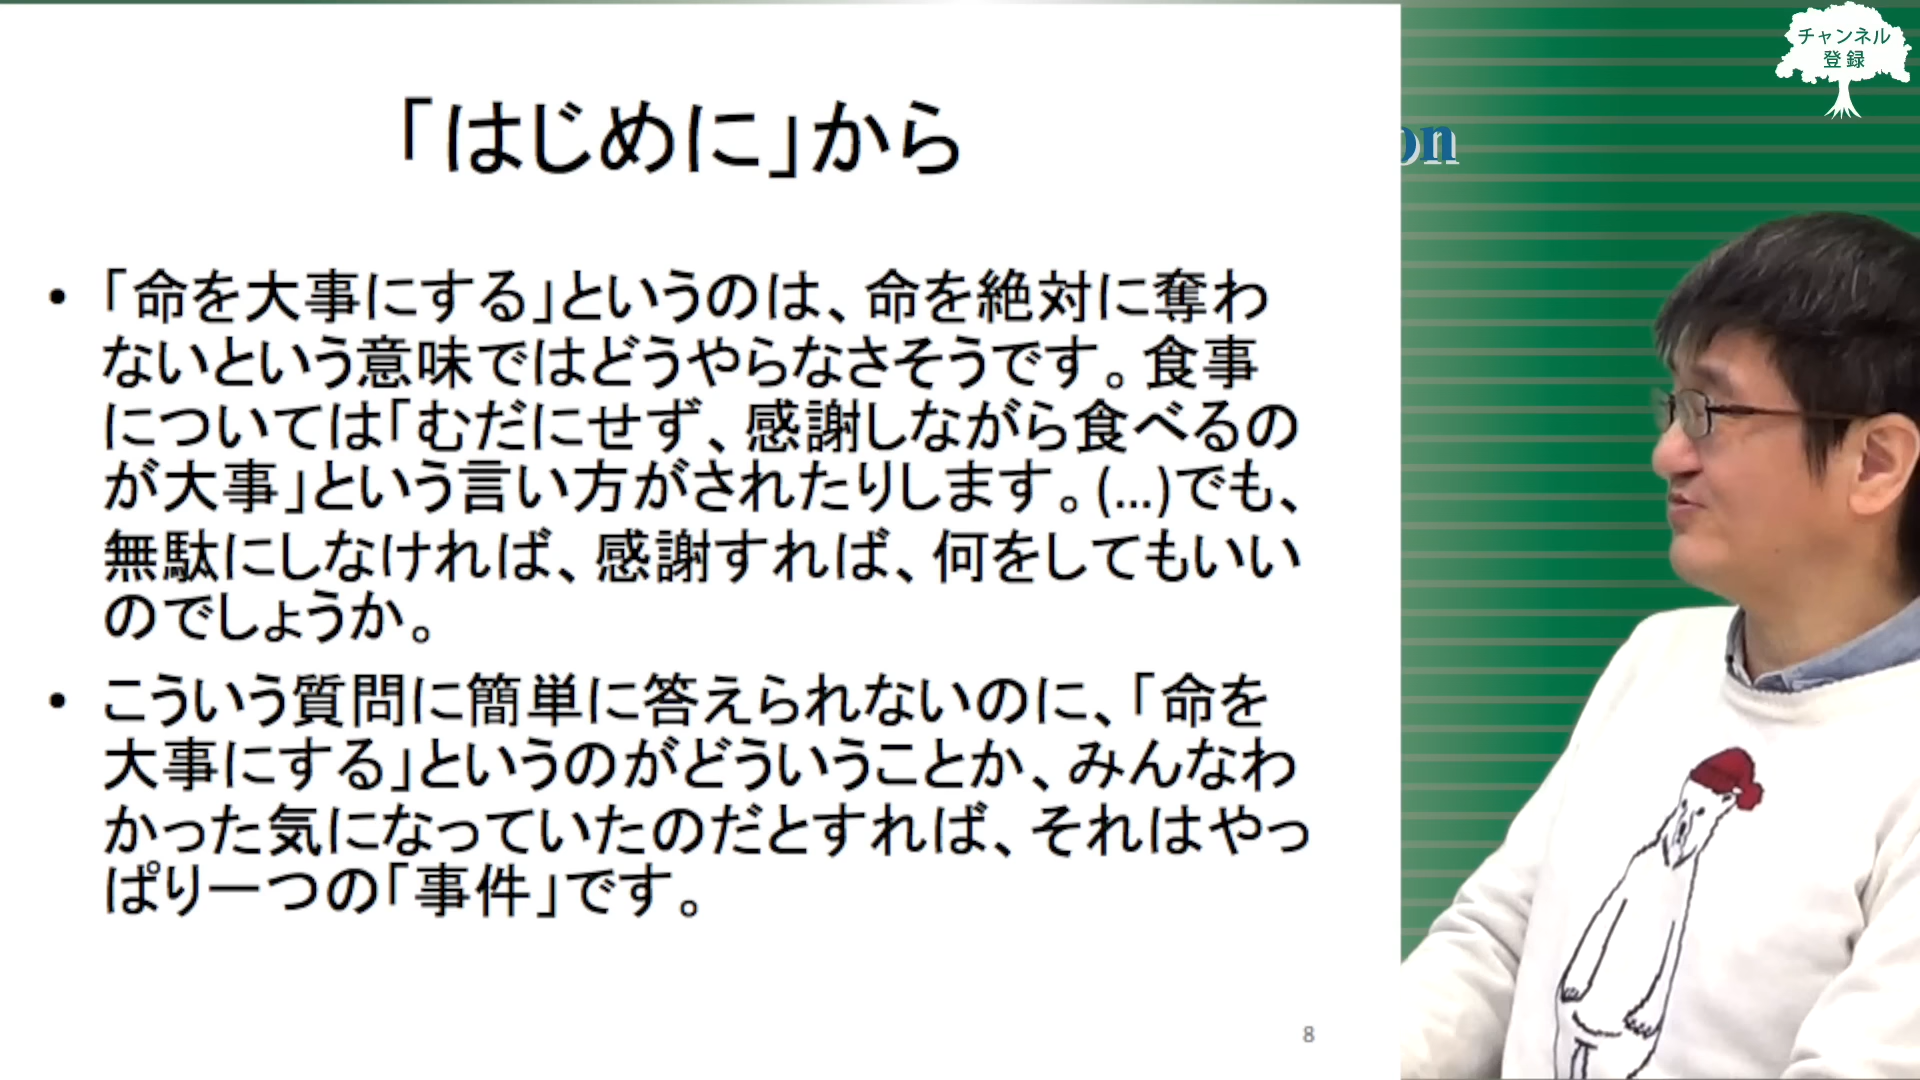 「はじめに」から
• 「命を大事にする」というのは、命を絶対に奪わ
ないという意味ではどうやらなさそうです。食事
については「むだにせず、感謝しながら食べるの
が大事」という言い方がされたりします。(…)でも、
無駄にしなければ、感謝すれば、何をしてもいい
のでしょうか。
• こういう質問に簡単に答えられないのに、「命を
大事にする」というのがどういうことか、みんなわ
かった気になっていたのだとすれば、それはやっ
ぱり一つの「事件」です。
8
チャンネル
登録
on